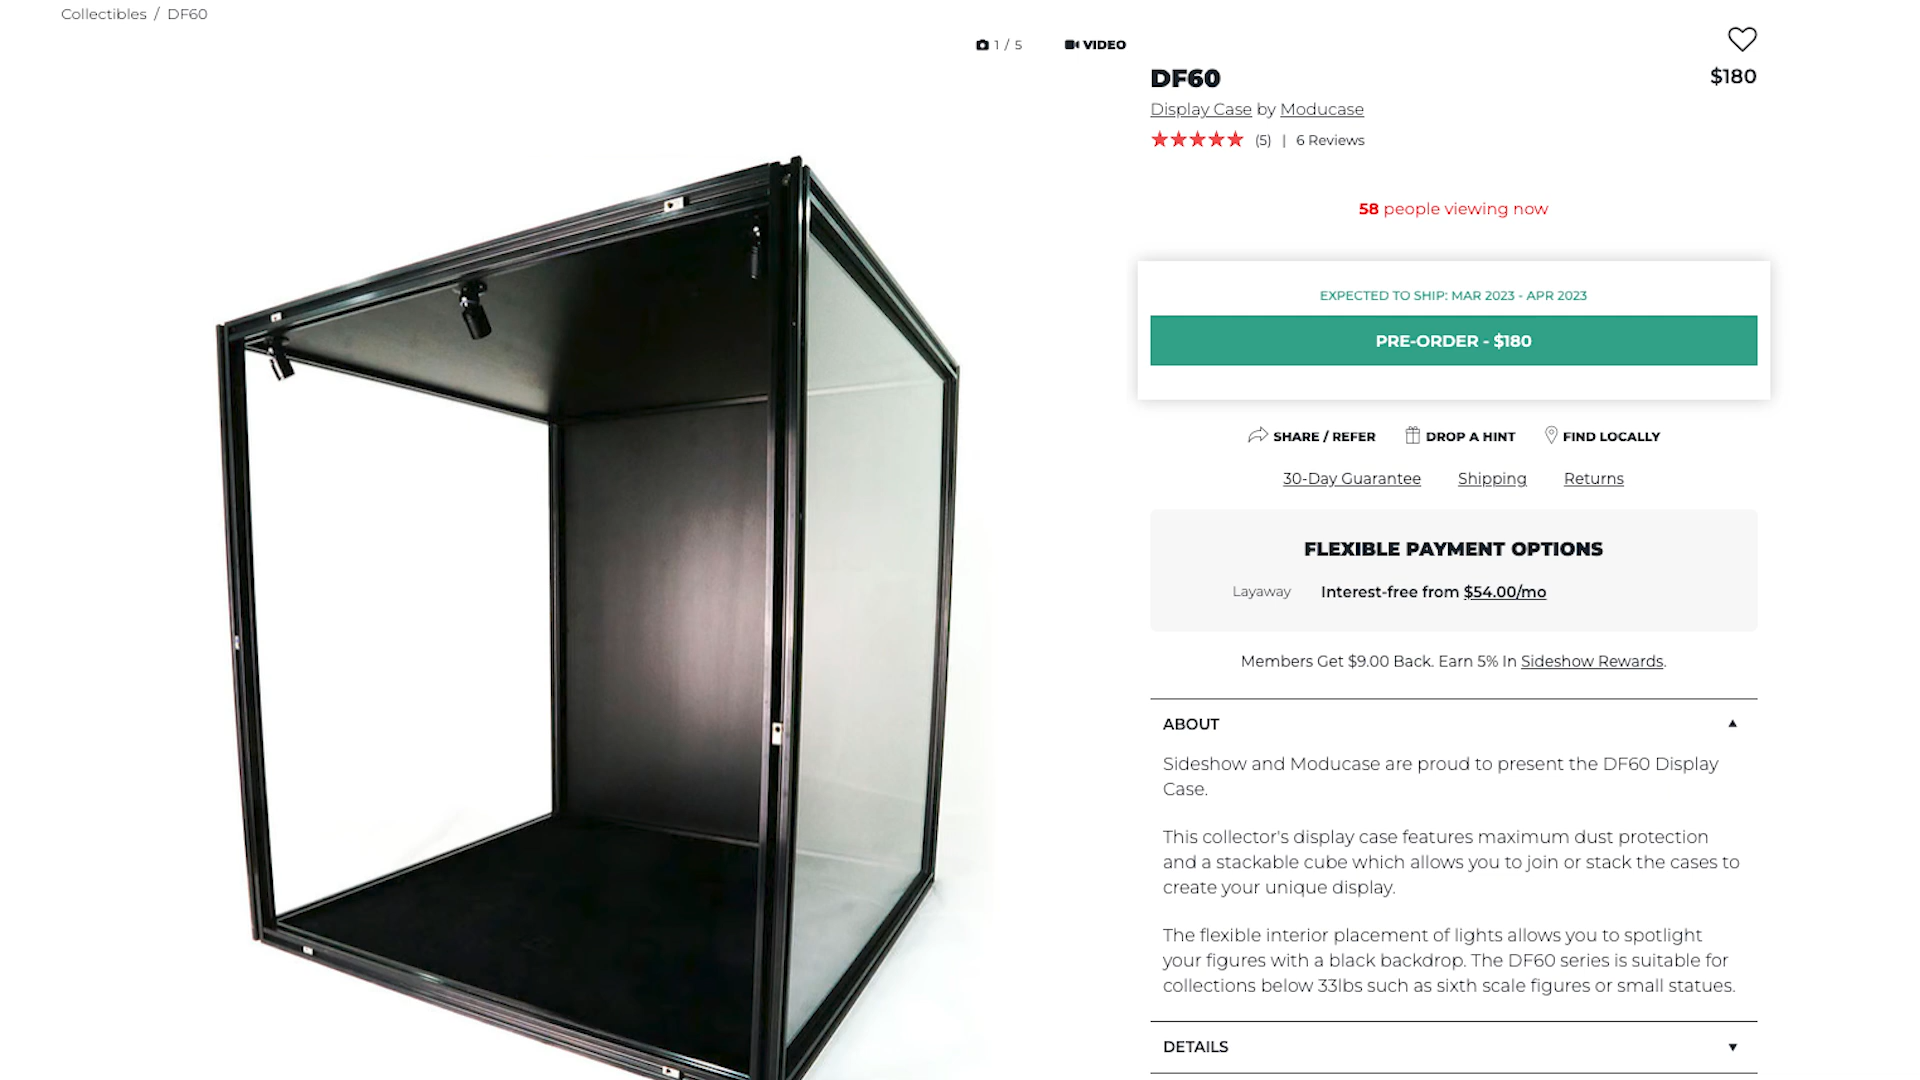 Collectibles / DF60
1 / 5
VIDEO
DF60
$180
Display Case by Moducase
(5) | 6 Reviews
58 people viewing now
EXPECTED TO SHIP: MAR 2023 - APR 2023
PRE-ORDER - $180
SHARE / REFER
DROP A HINT
FIND LOCALLY
30-Day Guarantee
Shipping
Returns
FLEXIBLE PAYMENT OPTIONS
Layaway
Interest-free from $54.00/mo
Members Get $9.00 Back. Earn 5% In Sideshow Rewards.
ABOUT
Sideshow and Moducase are proud to present the DF60 Display
Case.
This collector's display case features maximum dust protection
and a stackable cube which allows you to join or stack the cases to
create your unique display.
The flexible interior placement of lights allows you to spotlight
your figures with a black backdrop. The DF60 series is suitable for
collections below 33lbs such as sixth scale figures or small statues.
DETAILS